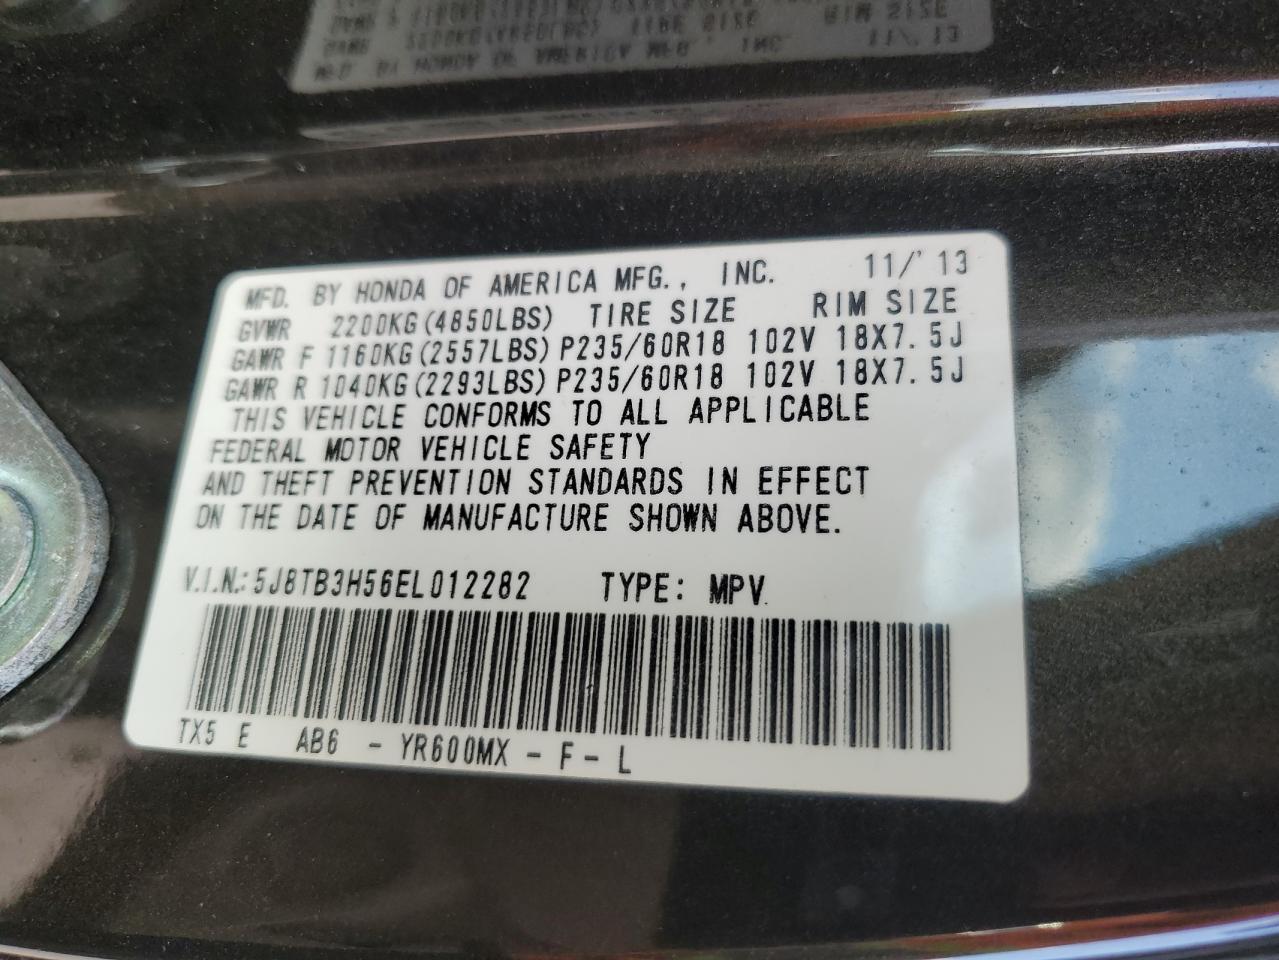 MFD. BY HONDA OF AMERICA MFG., INC. 11/'13
GVWR 2200KG(4850LBS) TIRE SIZE RIM SIZE
GAWR F 1160KG(2557LBS)P235/60R18 102V 18X7.5J
GAWR R 1040KG(2293LBS)P235/60R18 102V 18X7.5J
THIS VEHICLE CONFORMS TO ALL APPLICABLE
FEDERAL MOTOR VEHICLE SAFETY
AND THEFT PREVENTION STANDARDS IN EFFECT
ON THE DATE OF MANUFACTURE SHOWN ABOVE.
V.I.N.: 5J8TB3H56EL012282 TYPE: MPV
TX5 E AB6 - YR600MX - F - L